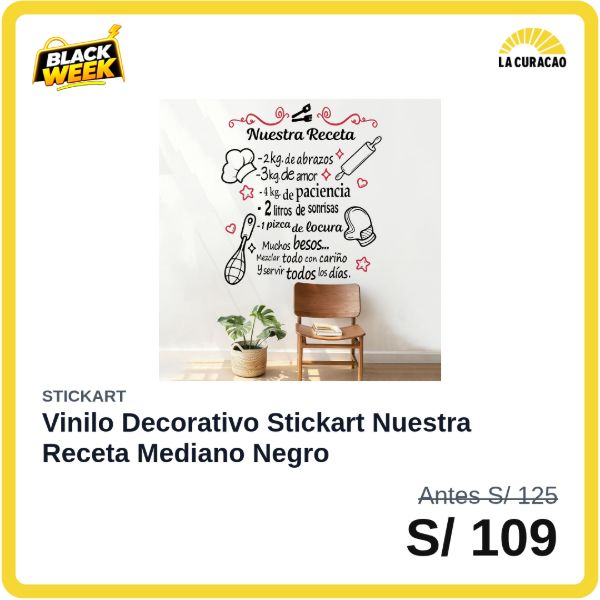 BLACK
WEEK
LA CURACAO
Nuestra Receta
-2kg. de abrazos
-3kg. de amor
-4 kg. de paciencia
- 2 litros de sonrisas
-1 pizca de locura
Muchos besos...
Mezclar todo con cariño
Y servir todos los días.
STICKART
Vinilo Decorativo Stickart Nuestra
Receta Mediano Negro
Antes S/ 125
S/ 109